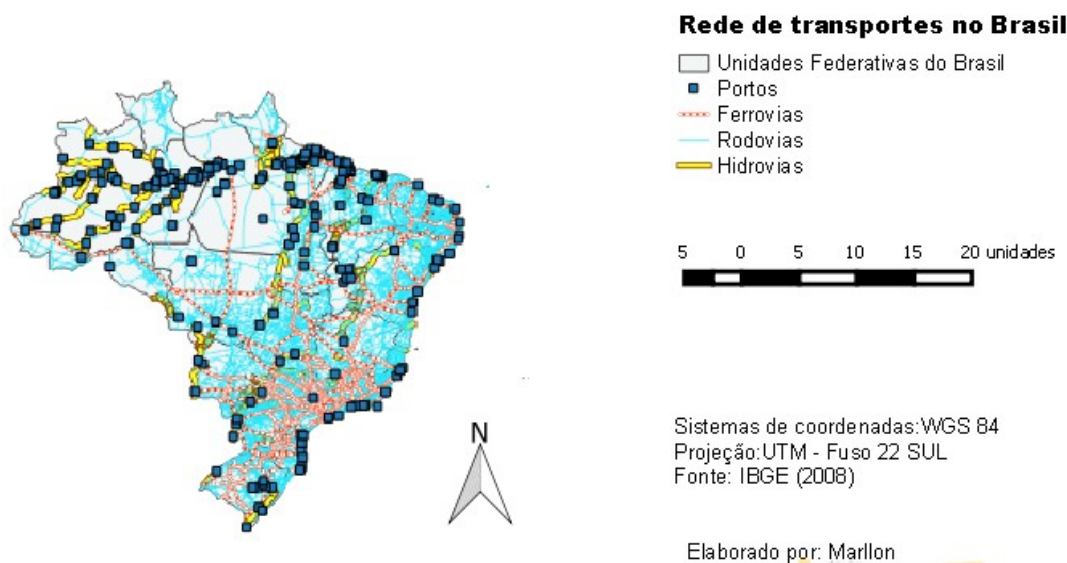 Rede de transportes no Brasil
Unidades Federativas do Brasil
Portos
Ferrovias
Rodovias
Hidrovias
5 0 5 10 15 20 unidades
N
Sistemas de coordenadas:WGS 84
Projeção:UTM - Fuso 22 SUL
Fonte: IBGE (2008)
Elaborado por: Marllon